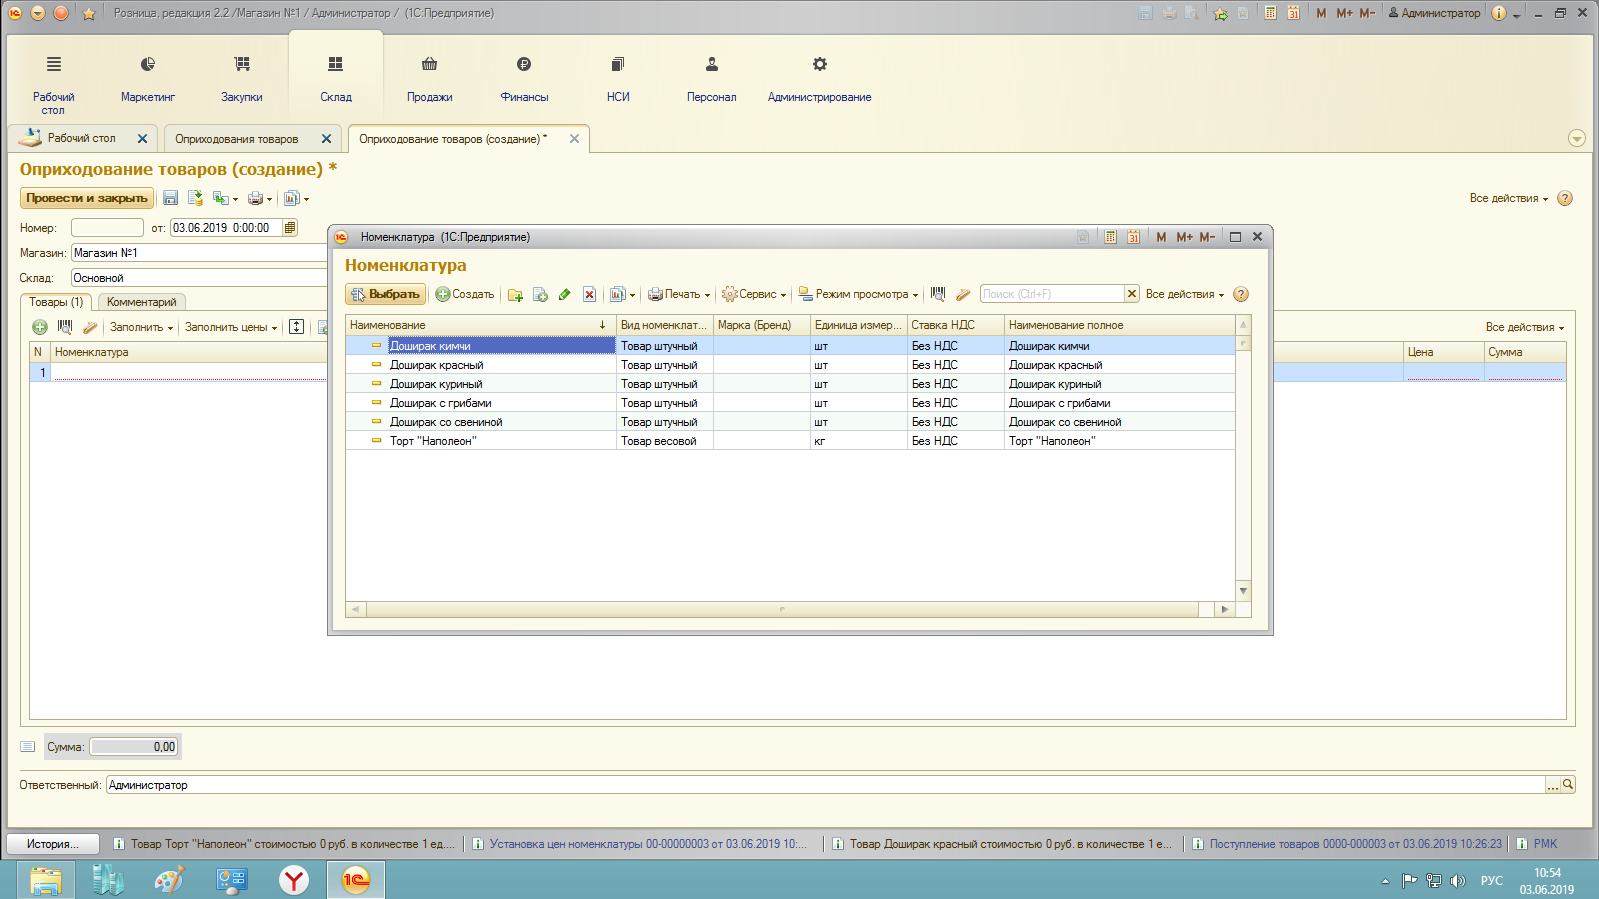 Розница, редакция 2.2 /Магазин №1 / Администратор / (1С:Предприятие)
M M+ M- Администратор
Рабочий стол
Маркетинг
Закупки
Склад
Продажи
Финансы
НСИ
Персонал
Администрирование
Рабочий стол
Оприходования товаров
Оприходование товаров (создание) *
Оприходование товаров (создание) *
Провести и закрыть
Все действия
Номер:
от: 03.06.2019 0:00:00
Магазин: Магазин №1
Склад: Основной
Товары (1)
Комментарий
Заполнить
Заполнить цены
Все действия
N Номенклатура Цена Сумма
1
Номенклатура (1С:Предприятие)
31 M M+ M-
Номенклатура
Выбрать Создать Печать Сервис Режим просмотра Поиск (Ctrl+F) Все действия
Наименование Вид номенклат... Марка (Бренд) Единица измер... Ставка НДС Наименование полное
Доширак кимчи Товар штучный шт Без НДС Доширак кимчи
Доширак красный Товар штучный шт Без НДС Доширак красный
Доширак куриный Товар штучный шт Без НДС Доширак куриный
Доширак с грибами Товар штучный шт Без НДС Доширак с грибами
Доширак со свениной Товар штучный шт Без НДС Доширак со свениной
Торт "Наполеон" Товар весовой кг Без НДС Торт "Наполеон"
Сумма: 0,00
Ответственный: Администратор
История...
Товар Торт "Наполеон" стоимостью 0 руб. в количестве 1 ед....
Установка цен номенклатуры 00-00000003 от 03.06.2019 10:...
Товар Доширак красный стоимостью 0 руб. в количестве 1 е...
Поступление товаров 0000-000003 от 03.06.2019 10:26:23
РМК
РУС
10:54
03.06.2019